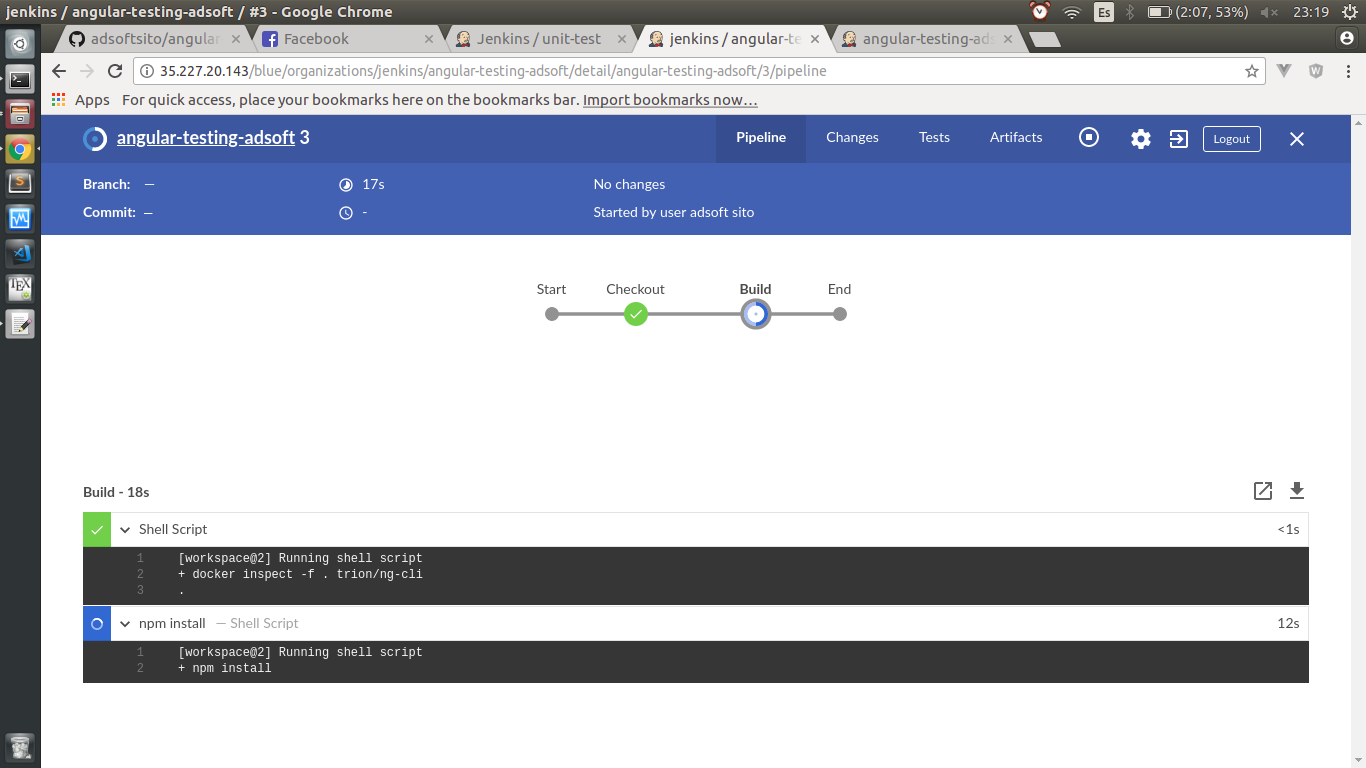 jenkins / angular-testing-adsoft / #3 - Google Chrome
Es
(2:07, 53%)
23:19
adsoftsito/angular
Facebook
Jenkins / unit-test
jenkins / angular-te
angular-testing-ads
35.227.20.143/blue/organizations/jenkins/angular-testing-adsoft/detail/angular-testing-adsoft/3/pipeline
Apps
For quick access, place your bookmarks here on the bookmarks bar. Import bookmarks now…
angular-testing-adsoft 3
Pipeline
Changes
Tests
Artifacts
Logout
Branch: —
17s
No changes
Commit: —
-
Started by user adsoft sito
Start
Checkout
Build
End
Build - 18s
Shell Script
<1s
1 [workspace@2] Running shell script
2 + docker inspect -f . trion/ng-cli
3 .
npm install — Shell Script
12s
1 [workspace@2] Running shell script
2 + npm install